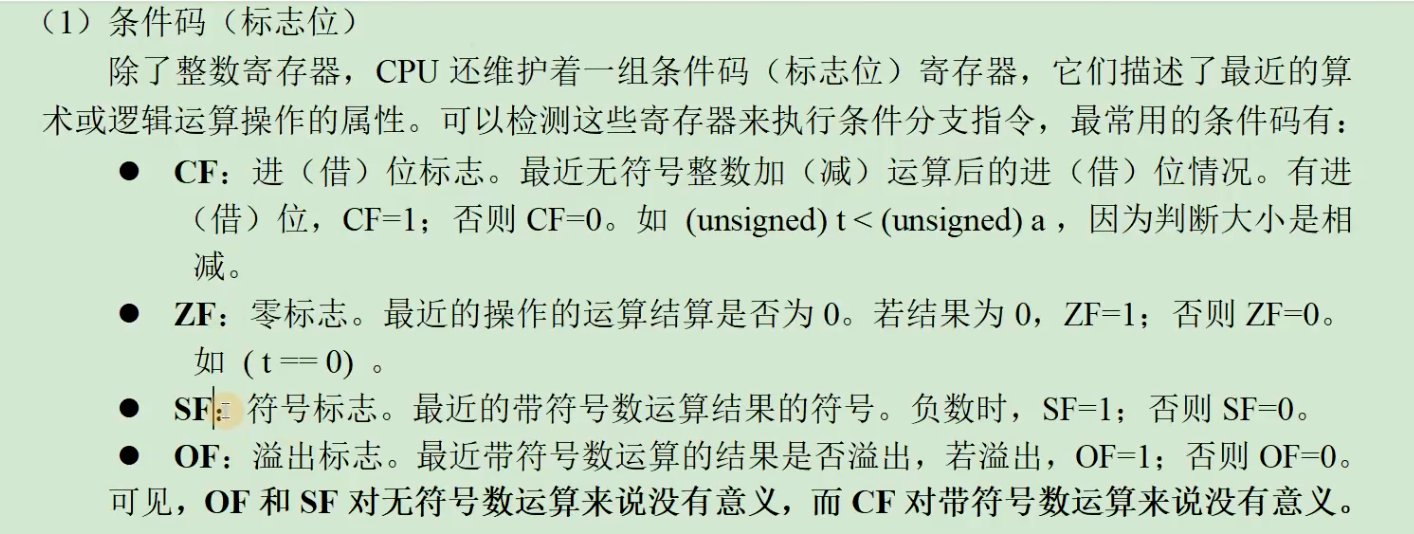 （1）条件码（标志位）
除了整数寄存器，CPU 还维护着一组条件码（标志位）寄存器，它们描述了最近的算
术或逻辑运算操作的属性。可以检测这些寄存器来执行条件分支指令，最常用的条件码有：
● CF：进（借）位标志。最近无符号整数加（减）运算后的进（借）位情况。有进
（借）位，CF=1；否则 CF=0。如 (unsigned) t < (unsigned) a ，因为判断大小是相
减。
● ZF：零标志。最近的操作的运算结算是否为 0。若结果为 0，ZF=1；否则 ZF=0。
如 ( t == 0) 。
● SF：符号标志。最近的带符号数运算结果的符号。负数时，SF=1；否则 SF=0。
● OF：溢出标志。最近带符号数运算的结果是否溢出，若溢出，OF=1；否则 OF=0。
可见，OF 和 SF 对无符号数运算来说没有意义，而 CF 对带符号数运算来说没有意义。